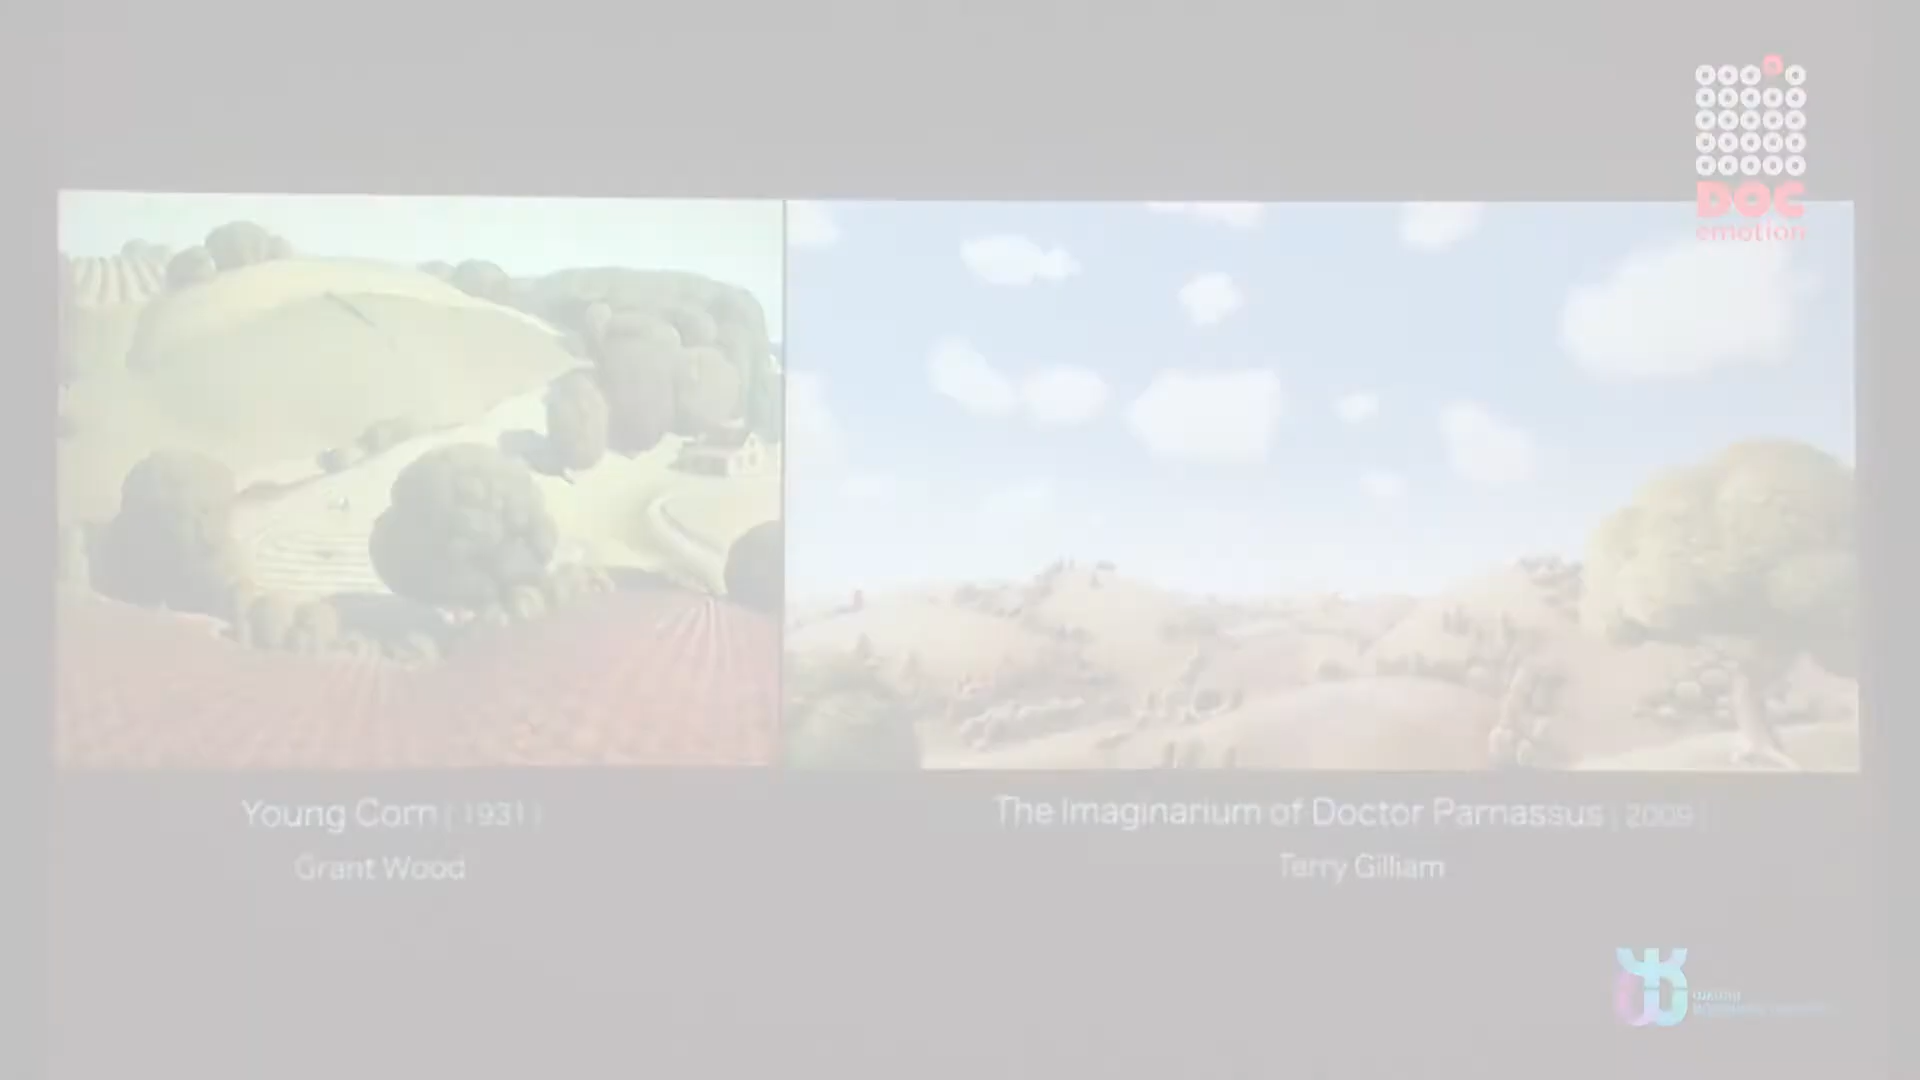 DOC
emotion
Young Corn | 1931 |
Grant Wood
The Imaginarium of Doctor Parnassus | 2009 |
Terry Gilliam